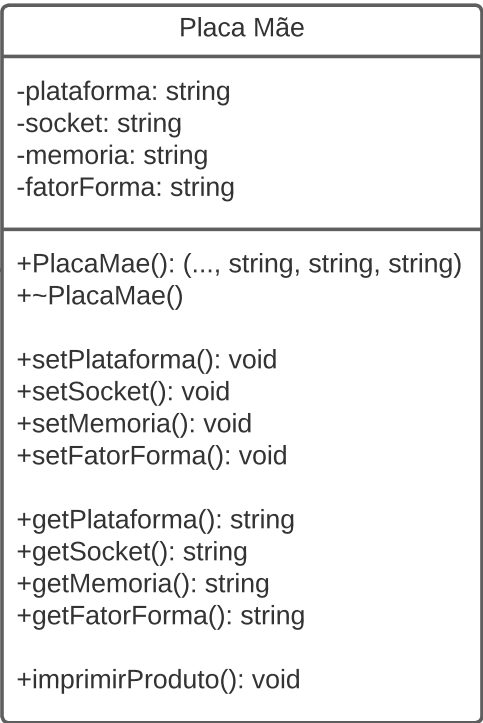 Placa Mãe
-plataforma: string
-socket: string
-memoria: string
-fatorForma: string
+PlacaMae(): (..., string, string, string)
+~PlacaMae()
+setPlataforma(): void
+setSocket(): void
+setMemoria(): void
+setFatorForma(): void
+getPlataforma(): string
+getSocket(): string
+getMemoria(): string
+getFatorForma(): string
+imprimirProduto(): void